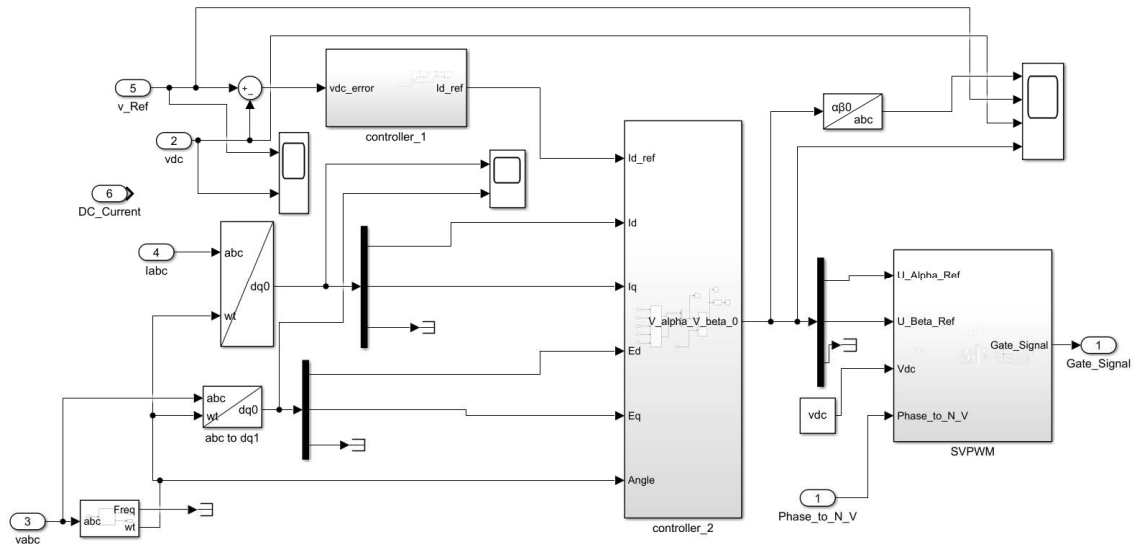 5
v_Ref
2
vdc
6
DC_Current
4
Iabc
3
vabc
+
−
vdc_error
Id_ref
controller_1
abc
dq0
wt
abc
dq0
wt
abc to dq1
abc
Freq
wt
Id_ref
Id
Iq
Ed
Eq
Angle
V_alpha_V_beta_0
controller_2
αβ0
abc
U_Alpha_Ref
U_Beta_Ref
Vdc
Phase_to_N_V
Gate_Signal
SVPWM
vdc
1
Phase_to_N_V
1
Gate_Signal